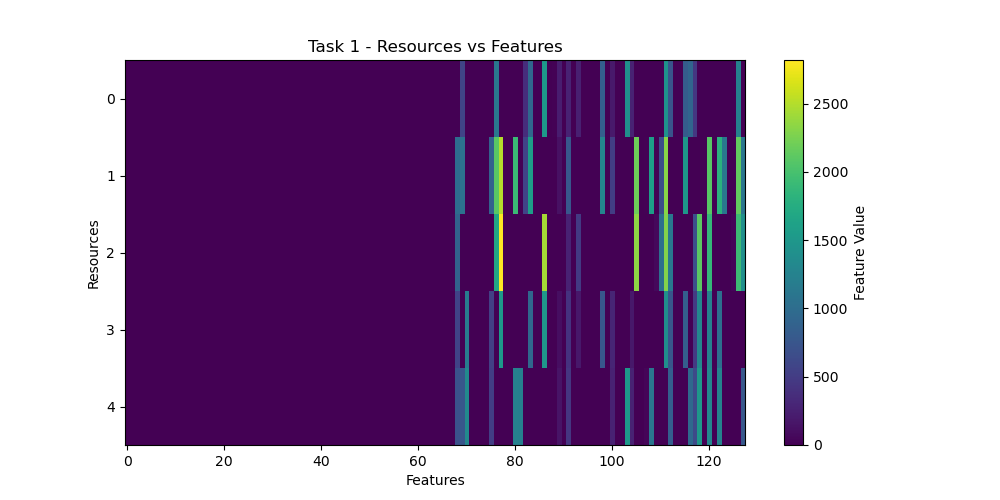 Task 1 - Resources vs Features
0
1
2
3
4
Resources
0 20 40 60 80 100 120
Features
2500
2000
1500
1000
500
0
Feature Value